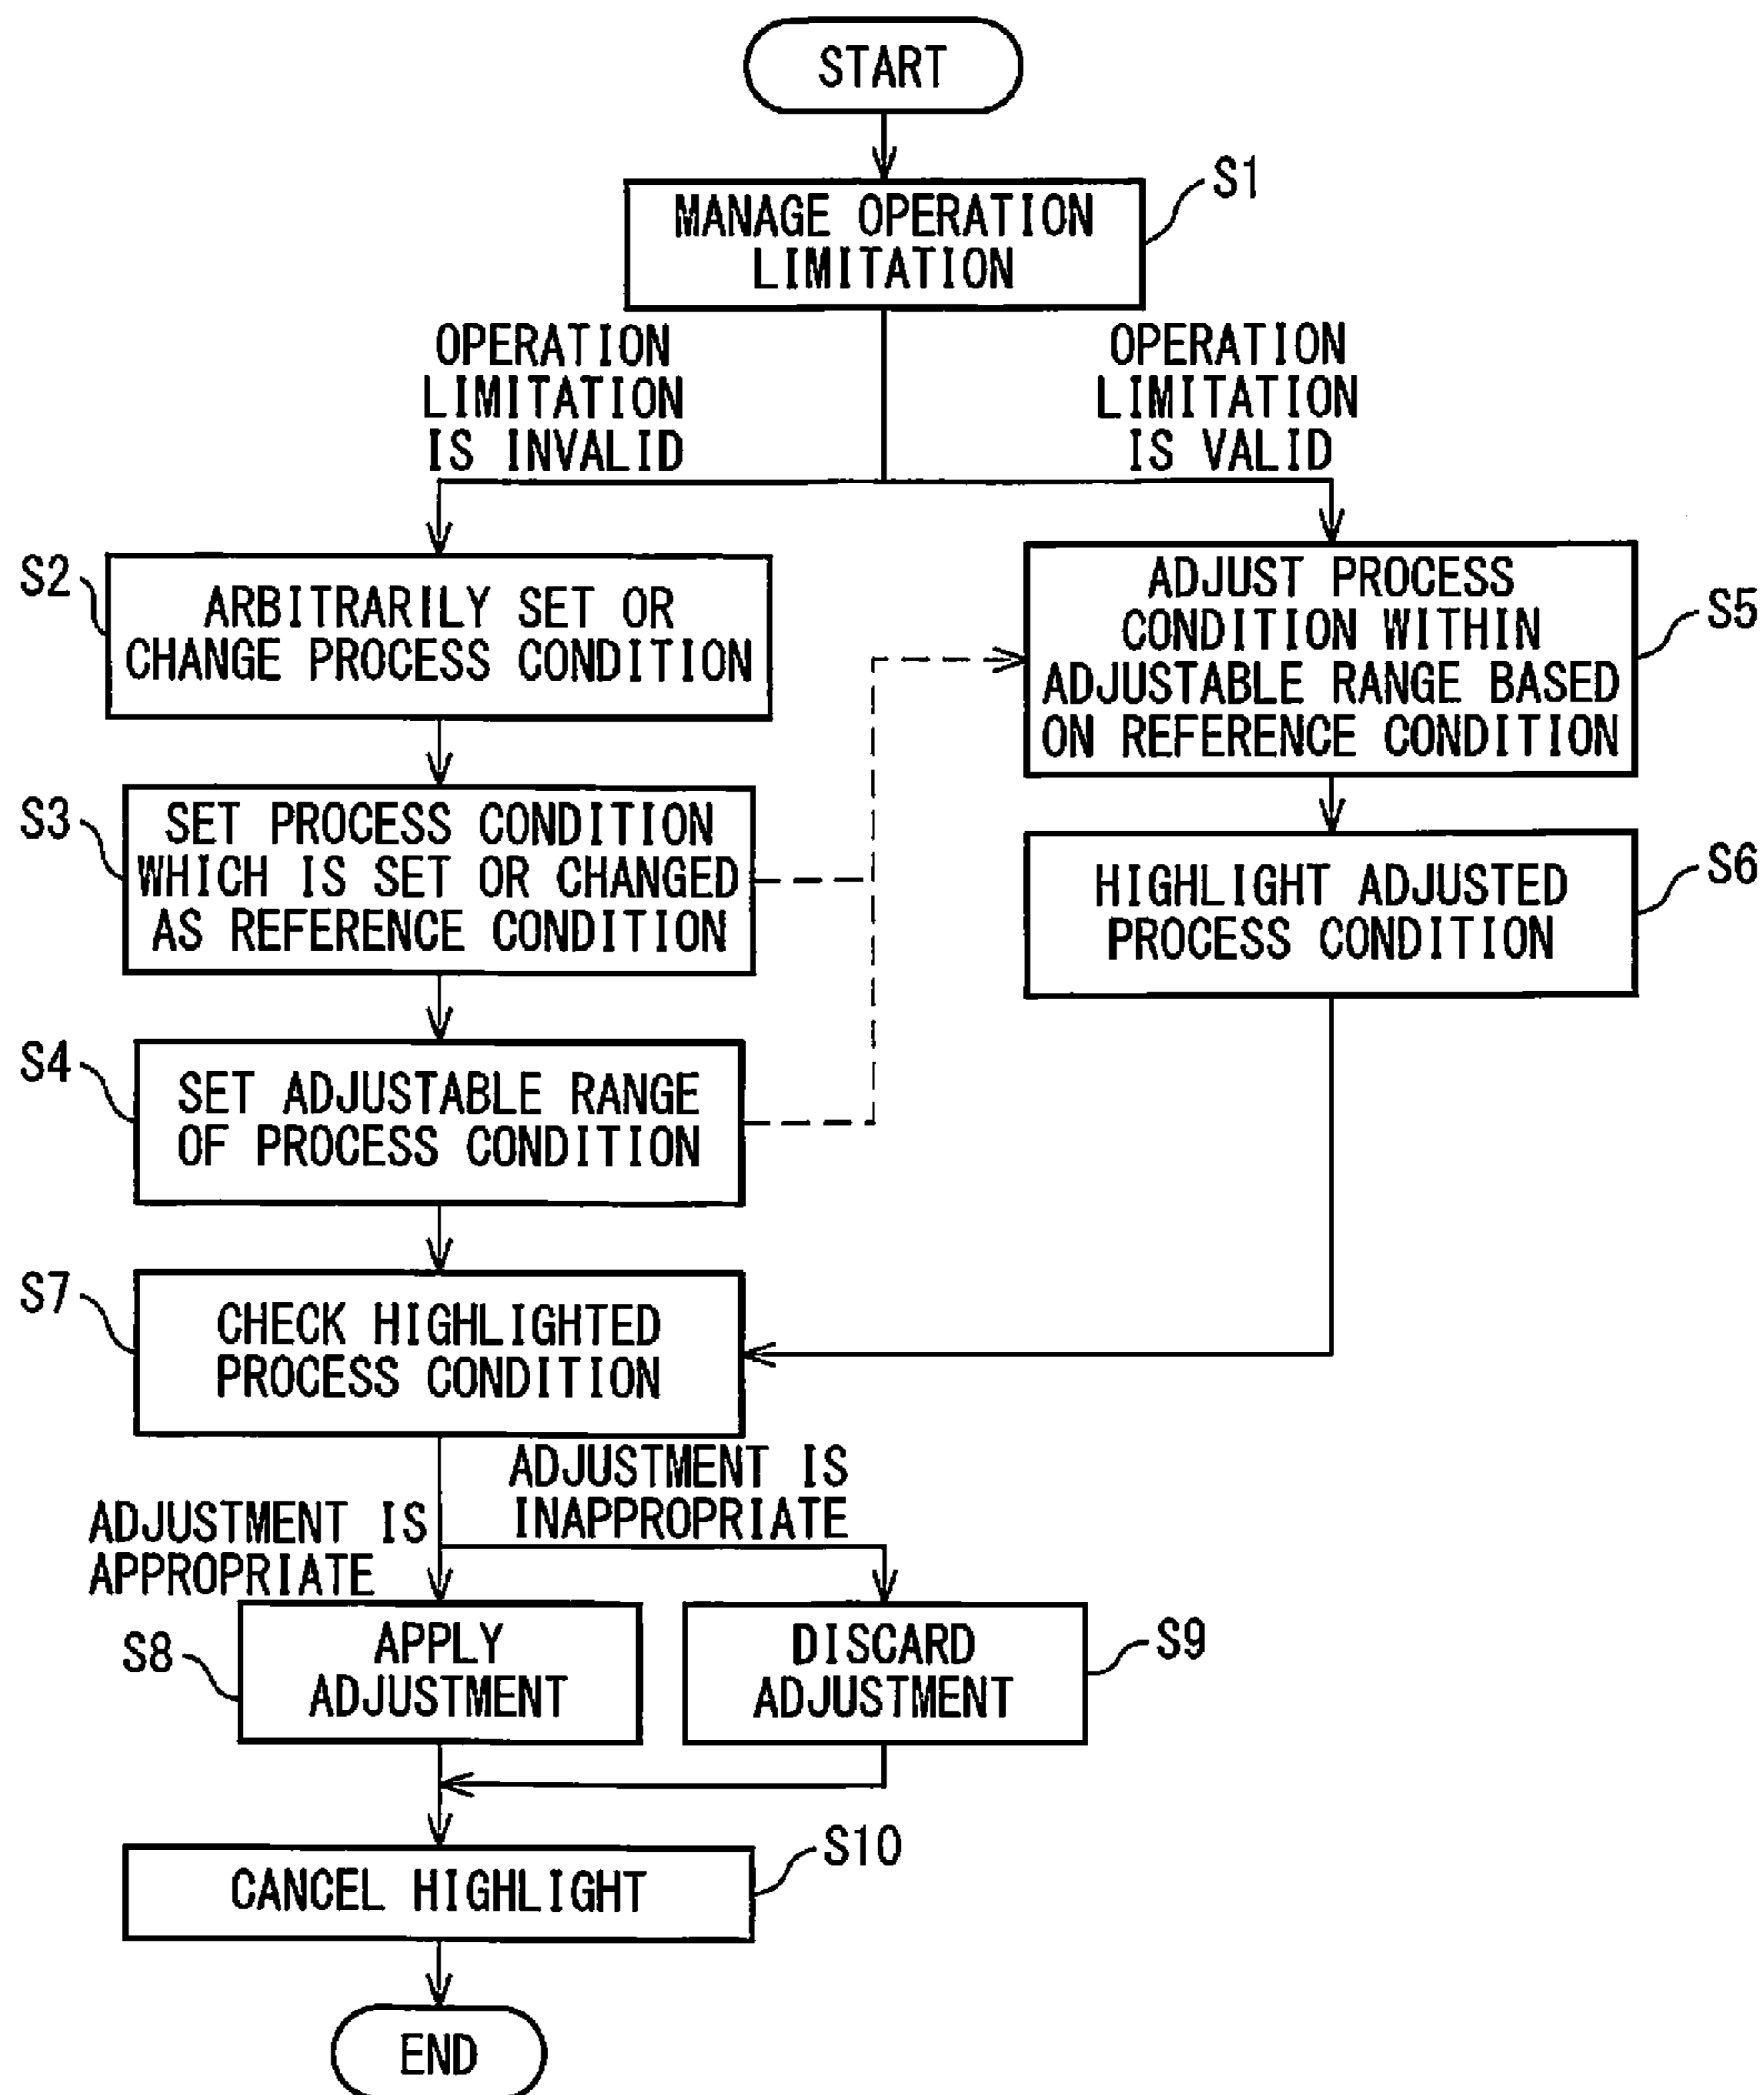 START
S1
MANAGE OPERATION
LIMITATION
OPERATION
LIMITATION
IS INVALID
OPERATION
LIMITATION
IS VALID
S2
ARBITRARILY SET OR
CHANGE PROCESS CONDITION
ADJUST PROCESS
CONDITION WITHIN
ADJUSTABLE RANGE BASED
ON REFERENCE CONDITION
S5
S3
SET PROCESS CONDITION
WHICH IS SET OR CHANGED
AS REFERENCE CONDITION
HIGHLIGHT ADJUSTED
PROCESS CONDITION
S6
S4
SET ADJUSTABLE RANGE
OF PROCESS CONDITION
S7
CHECK HIGHLIGHTED
PROCESS CONDITION
ADJUSTMENT IS
APPROPRIATE
ADJUSTMENT IS
INAPPROPRIATE
S8
APPLY
ADJUSTMENT
DISCARD
ADJUSTMENT
S9
S10
CANCEL HIGHLIGHT
END